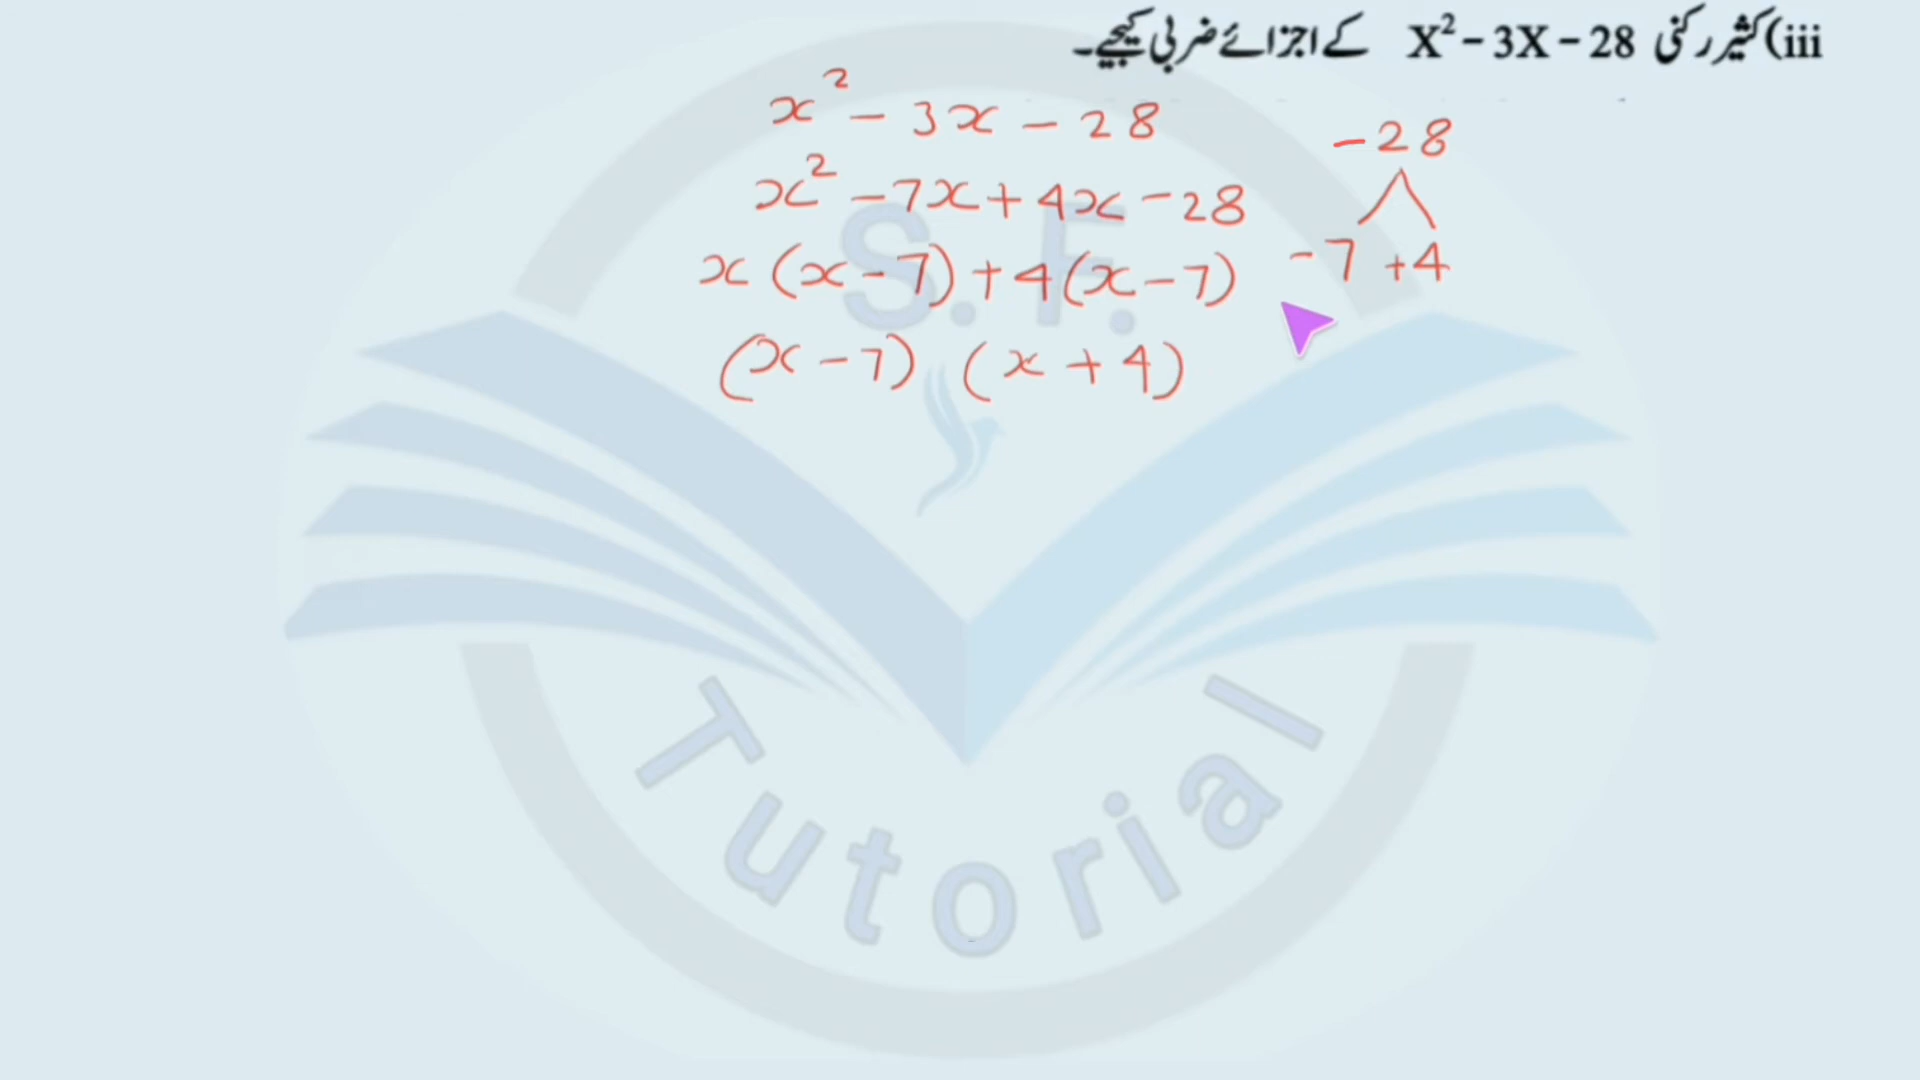 iii) کثیر رکنی X² – 3X – 28 کے اجزائے ضربی کیجیے۔
x² - 3x - 28
x² - 7x + 4x - 28
x (x - 7) + 4 (x - 7)
(x - 7) (x + 4)
-28
-7 +4
S. F.
Tutorial